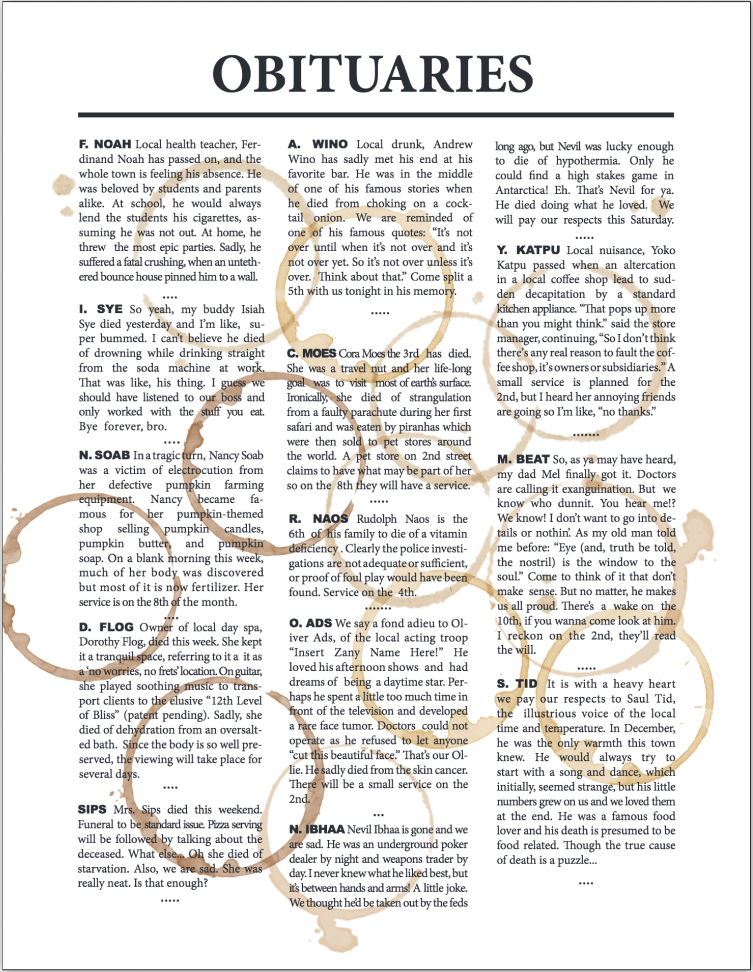 OBITUARIES
F. NOAH Local health teacher, Fer-
dinand Noah has passed on, and the
whole town is feeling his absence. He
was beloved by students and parents
alike. At school, he would always
lend the students his cigarettes, as-
suming he was not out. At home, he
threw the most epic parties. Sadly, he
suffered a fatal crushing, when an unteth-
ered bounce house pinned him to a wall.
....
I. SYE So yeah, my buddy Isiah
Sye died yesterday and I'm like, su-
per bummed. I can't believe he died
of drowning while drinking straight
from the soda machine at work,
That was like, his thing. I guess we
should have listened to our boss and
only worked with the stuff you eat.
Bye forever, bro.
....
N. SOAB In a tragic turn, Nancy Soab
was a victim of electrocution from
her defective pumpkin farming
equipment. Nancy became fa-
mous for her pumpkin-themed
shop selling pumpkin candles,
pumpkin butter, and pumpkin
soap. On a blank morning this week,
much of her body was discovered
but most of it is now fertilizer. Her
service is on the 8th of the month.
....
D. FLOG Owner of local day spa,
Dorothy Flog, died this week. She kept
it a tranquil space, referring to it a it as
a 'no worries, no frets' location. On guitar,
she played soothing music to trans-
port clients to the elusive "12th Level
of Bliss" (patent pending). Sadly, she
died of dehydration from an oversalt-
ed bath. Since the body is so well pre-
served, the viewing will take place for
several days.
....
SIPS Mrs. Sips died this weekend.
Funeral to be standard issue. Pizza serving
will be followed by talking about the
deceased. What else... Oh she died of
starvation. Also, we are sad. She was
really neat. Is that enough?
.....
A. WINO Local drunk, Andrew
Wino has sadly met his end at his
favorite bar. He was in the middle
of one of his famous stories when
he died from choking on a cock-
tail onion. We are reminded of
one of his famous quotes: "It's not
over until when it's not over and it's
not over yet. So it's not over unless it's
over. Think about that." Come split a
5th with us tonight in his memory.
.....
C. MOES Cora Moes the 3rd has died.
She was a travel nut and her life-long
goal was to visit most of earth's surface.
Ironically, she died of strangulation
from a faulty parachute during her first
safari and was eaten by piranhas which
were then sold to pet stores around
the world. A pet store on 2nd street
claims to have what may be part of her
so on the 8th they will have a service.
.....
R. NAOS Rudolph Naos is the
6th of his family to die of a vitamin
deficiency . Clearly the police investi-
gations are not adequate or sufficient,
or proof of foul play would have been
found. Service on the 4th.
.......
O. ADS We say a fond adieu to Ol-
iver Ads, of the local acting troop
"Insert Zany Name Here!" He
loved his afternoon shows and had
dreams of being a daytime star. Per-
haps he spent a little too much time in
front of the television and developed
a rare face tumor. Doctors could not
operate as he refused to let anyone
"cut this beautiful face." That's our Ol-
lie. He sadly died from the skin cancer.
There will be a small service on the
2nd.
...
N. IBHAA Nevil Ibhaa is gone and we
are sad. He was an underground poker
dealer by night and weapons trader by
day. I never knew what he liked best, but
it's between hands and arms! A little joke.
We thought he'd be taken out by the feds
long ago, but Nevil was lucky enough
to die of hypothermia. Only he
could find a high stakes game in
Antarctica! Eh. That's Nevil for ya.
He died doing what he loved. We
will pay our respects this Saturday.
.....
Y. KATPU Local nuisance, Yoko
Katpu passed when an altercation
in a local coffee shop lead to sud-
den decapitation by a standard
kitchen appliance. "That pops up more
than you might think." said the store
manager, continuing, "So I don't think
there's any real reason to fault the cof-
fee shop, it's owners or subsidiaries." A
small service is planned for the
2nd, but I heard her annoying friends
are going so I'm like, "no thanks."
.......
M. BEAT So, as ya may have heard,
my dad Mel finally got it. Doctors
are calling it exanguination. But we
know who dunnit. You hear me!?
We know! I don't want to go into de-
tails or nothin'. As my old man told
me before: "Eye (and, truth be told,
the nostril) is the window to the
soul." Come to think of it that don't
make sense. But no matter, he makes
us all proud. There's a wake on the
10th, if you wanna come look at him.
I reckon on the 2nd, they'll read
the will.
.....
S. TID It is with a heavy heart
we pay our respects to Saul Tid,
the illustrious voice of the local
time and temperature. In December,
he was the only warmth this town
knew. He would always try to
start with a song and dance, which
initially, seemed strange, but his little
numbers grew on us and we loved them
at the end. He was a famous food
lover and his death is presumed to be
food related. Though the true cause
of death is a puzzle...
....